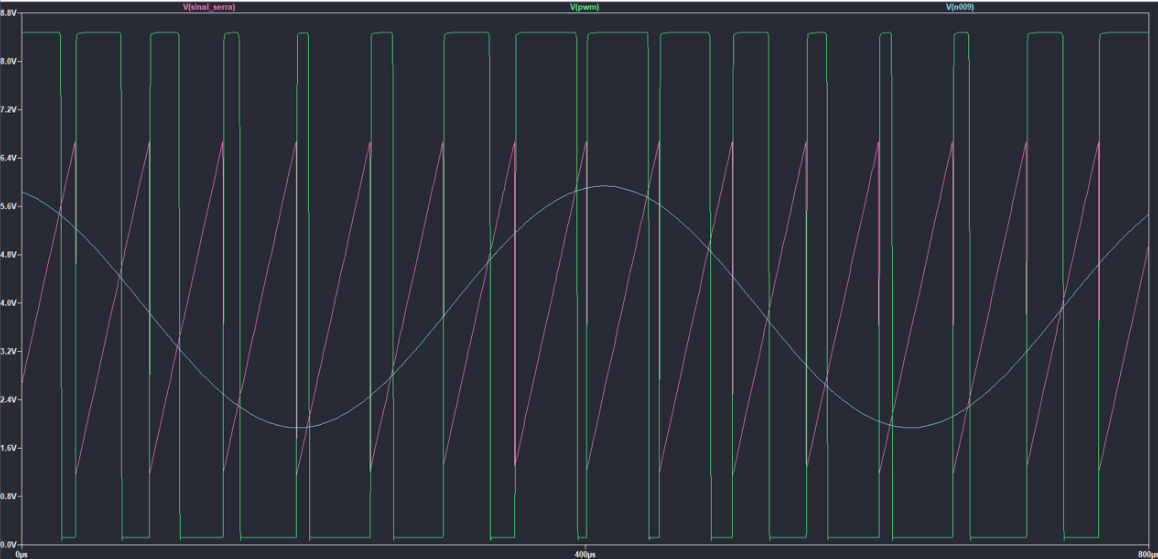 V(sinal_serra) V(pwm) V(n009)
8.8V
8.0V
7.2V
6.4V
5.6V
4.8V
4.0V
3.2V
2.4V
1.6V
0.8V
0.0V
0µs 400µs 800µs